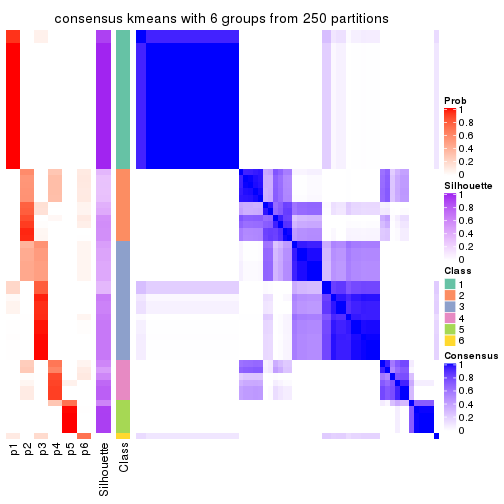 consensus kmeans with 6 groups from 250 partitions
Prob
1
0.8
0.6
0.4
0.2
0
Silhouette
1
0.8
0.6
0.4
0.2
0
Class
1
2
3
4
5
6
Consensus
1
0.8
0.6
0.4
0.2
0
p1
p2
p3
p4
p5
p6
Silhouette
Class